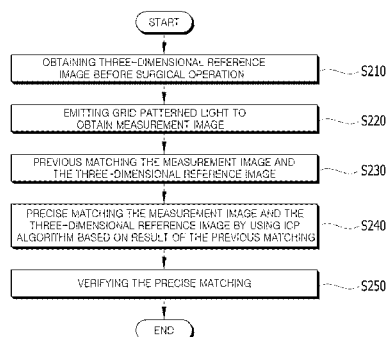 START
OBTAINING THREE-DIMENSIONAL REFERENCE
IMAGE BEFORE SURGICAL OPERATION
S210
EMITTING GRID PATTERNED LIGHT TO
OBTAIN MEASUREMENT IMAGE
S220
PREVIOUS MATCHING THE MEASUREMENT IMAGE AND
THE THREE-DIMENSIONAL REFERENCE IMAGE
S230
PRECISE MATCHING THE MEASUREMENT IMAGE AND THE
THREE-DIMENSIONAL REFERENCE IMAGE BY USING ICP
ALGORITHM BASED ON RESULT OF THE PREVIOUS MATCHING
S240
VERIFYING THE PRECISE MATCHING
S250
END